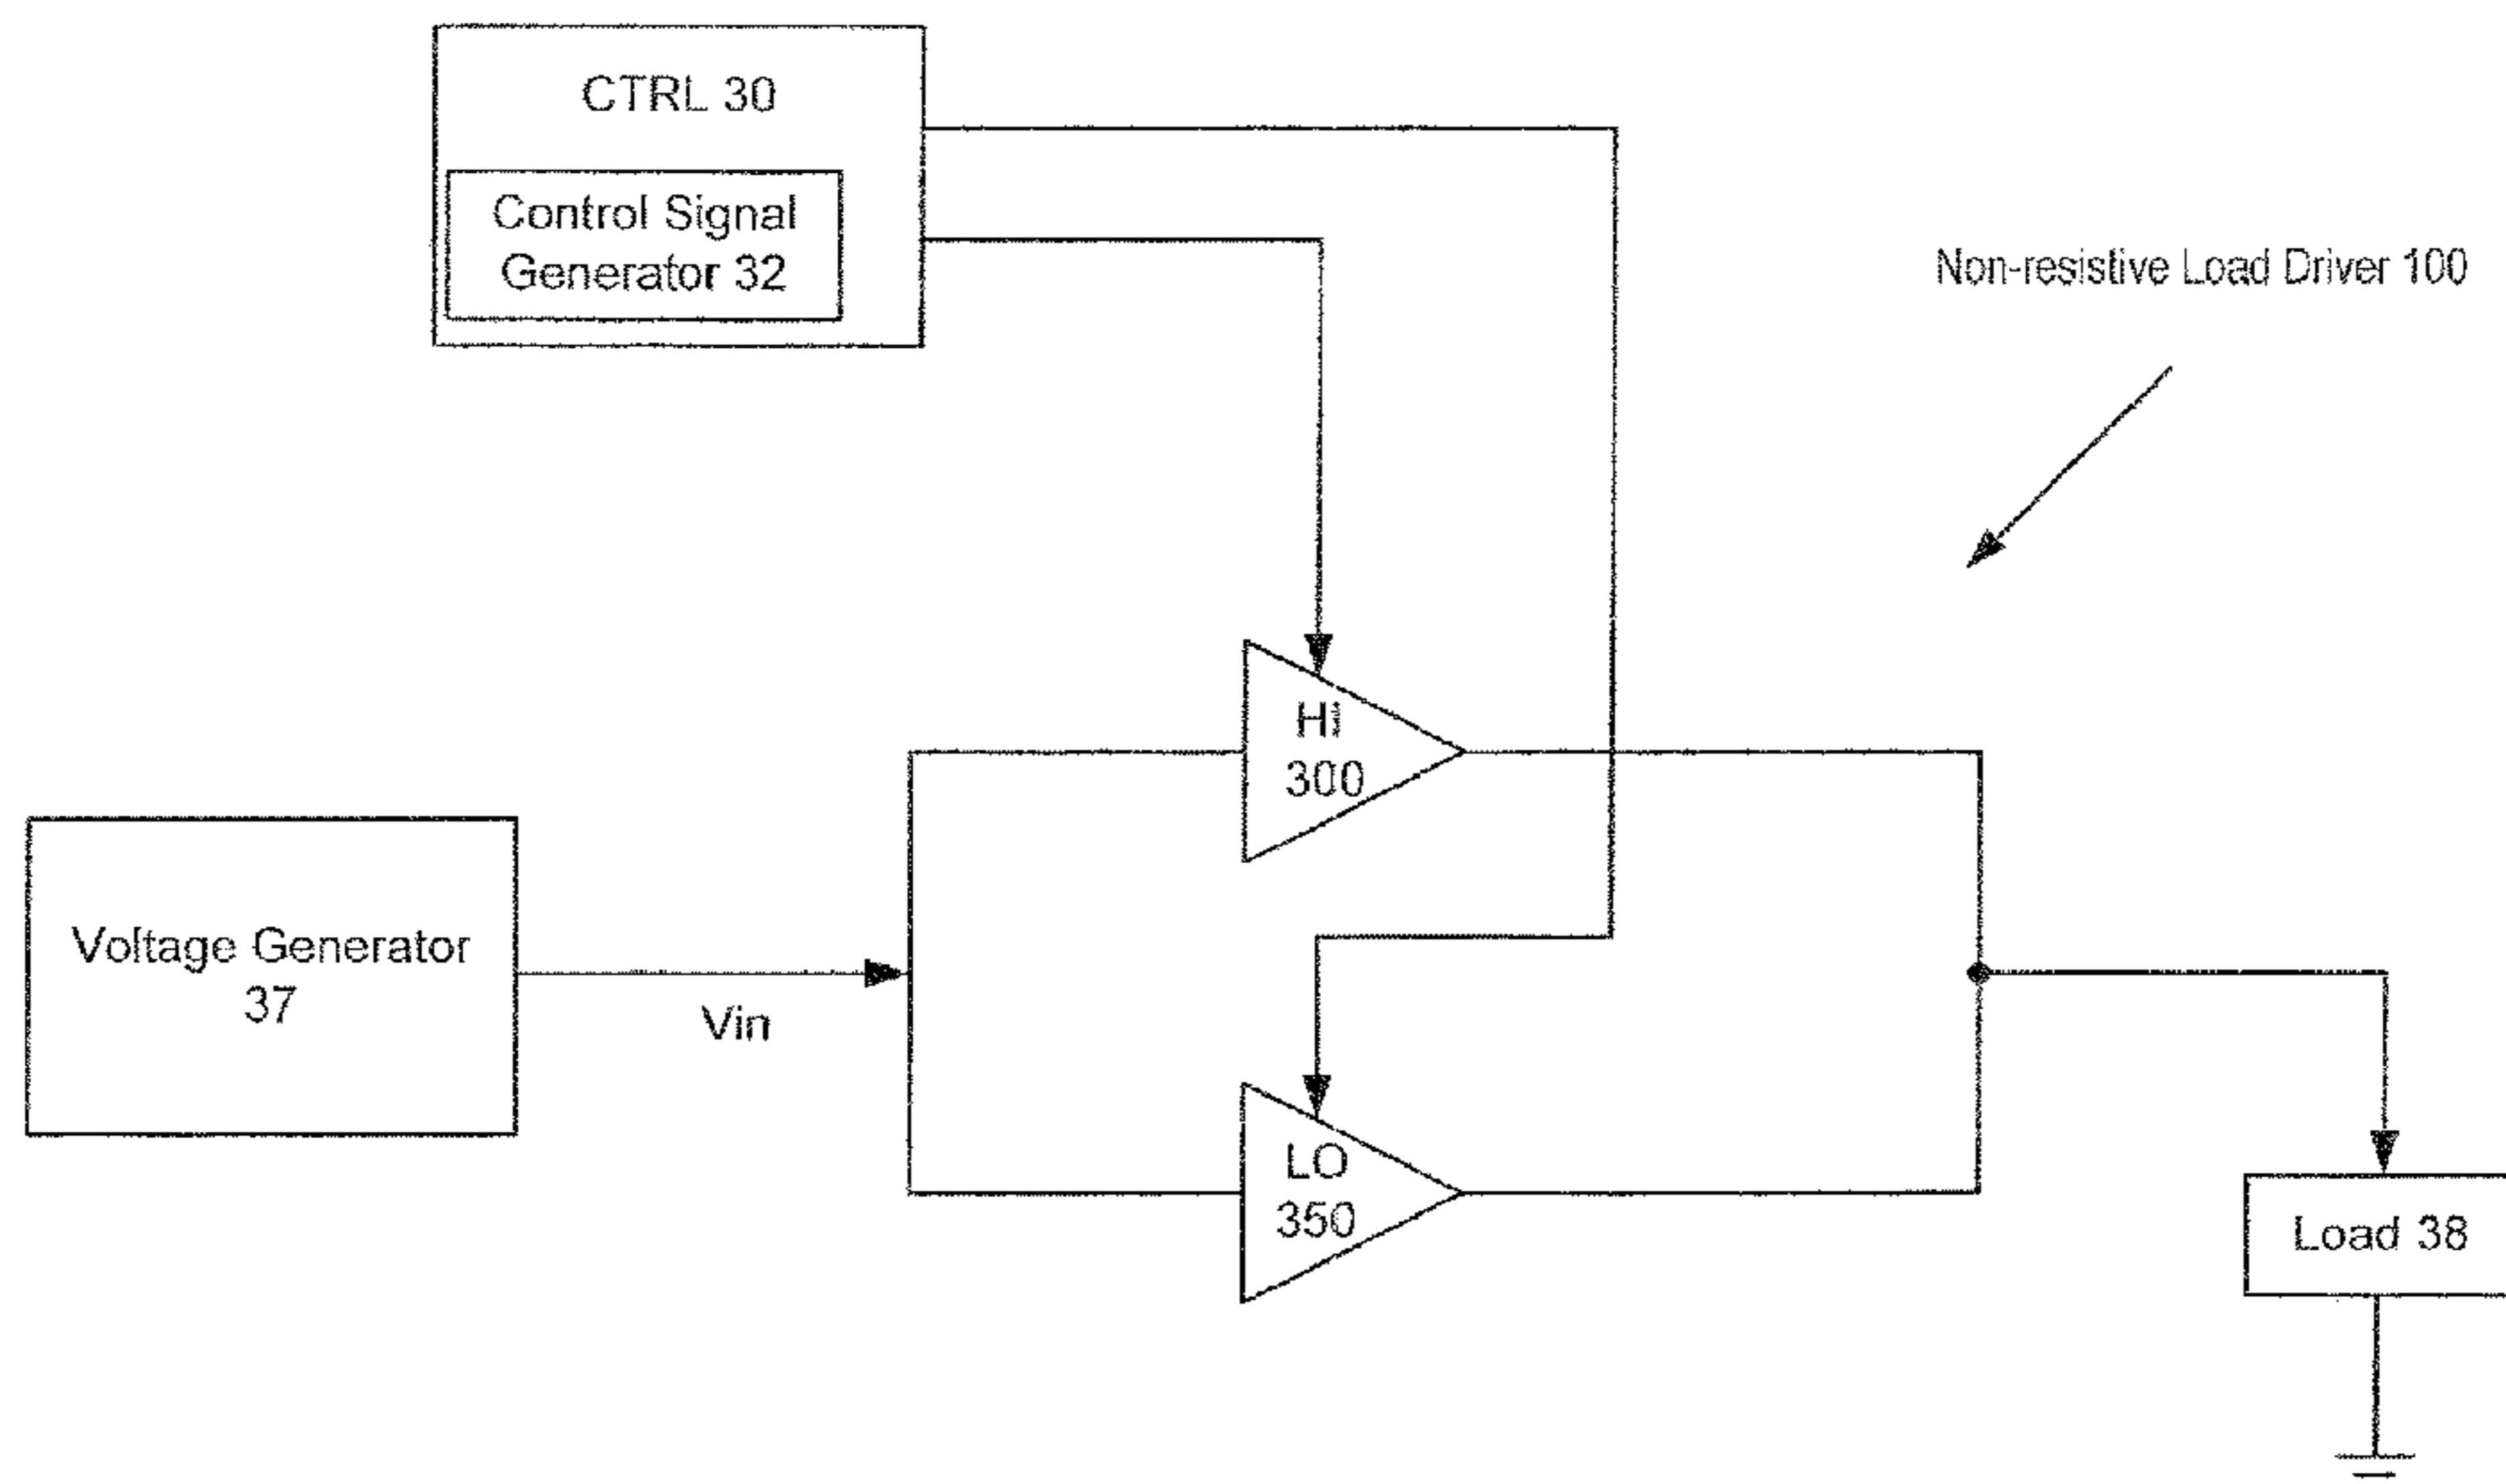 CTRL 30
Control Signal
Generator 32
Non-resistive Load Driver 100
HI
300
Voltage Generator
37
Vin
LO
350
Load 38